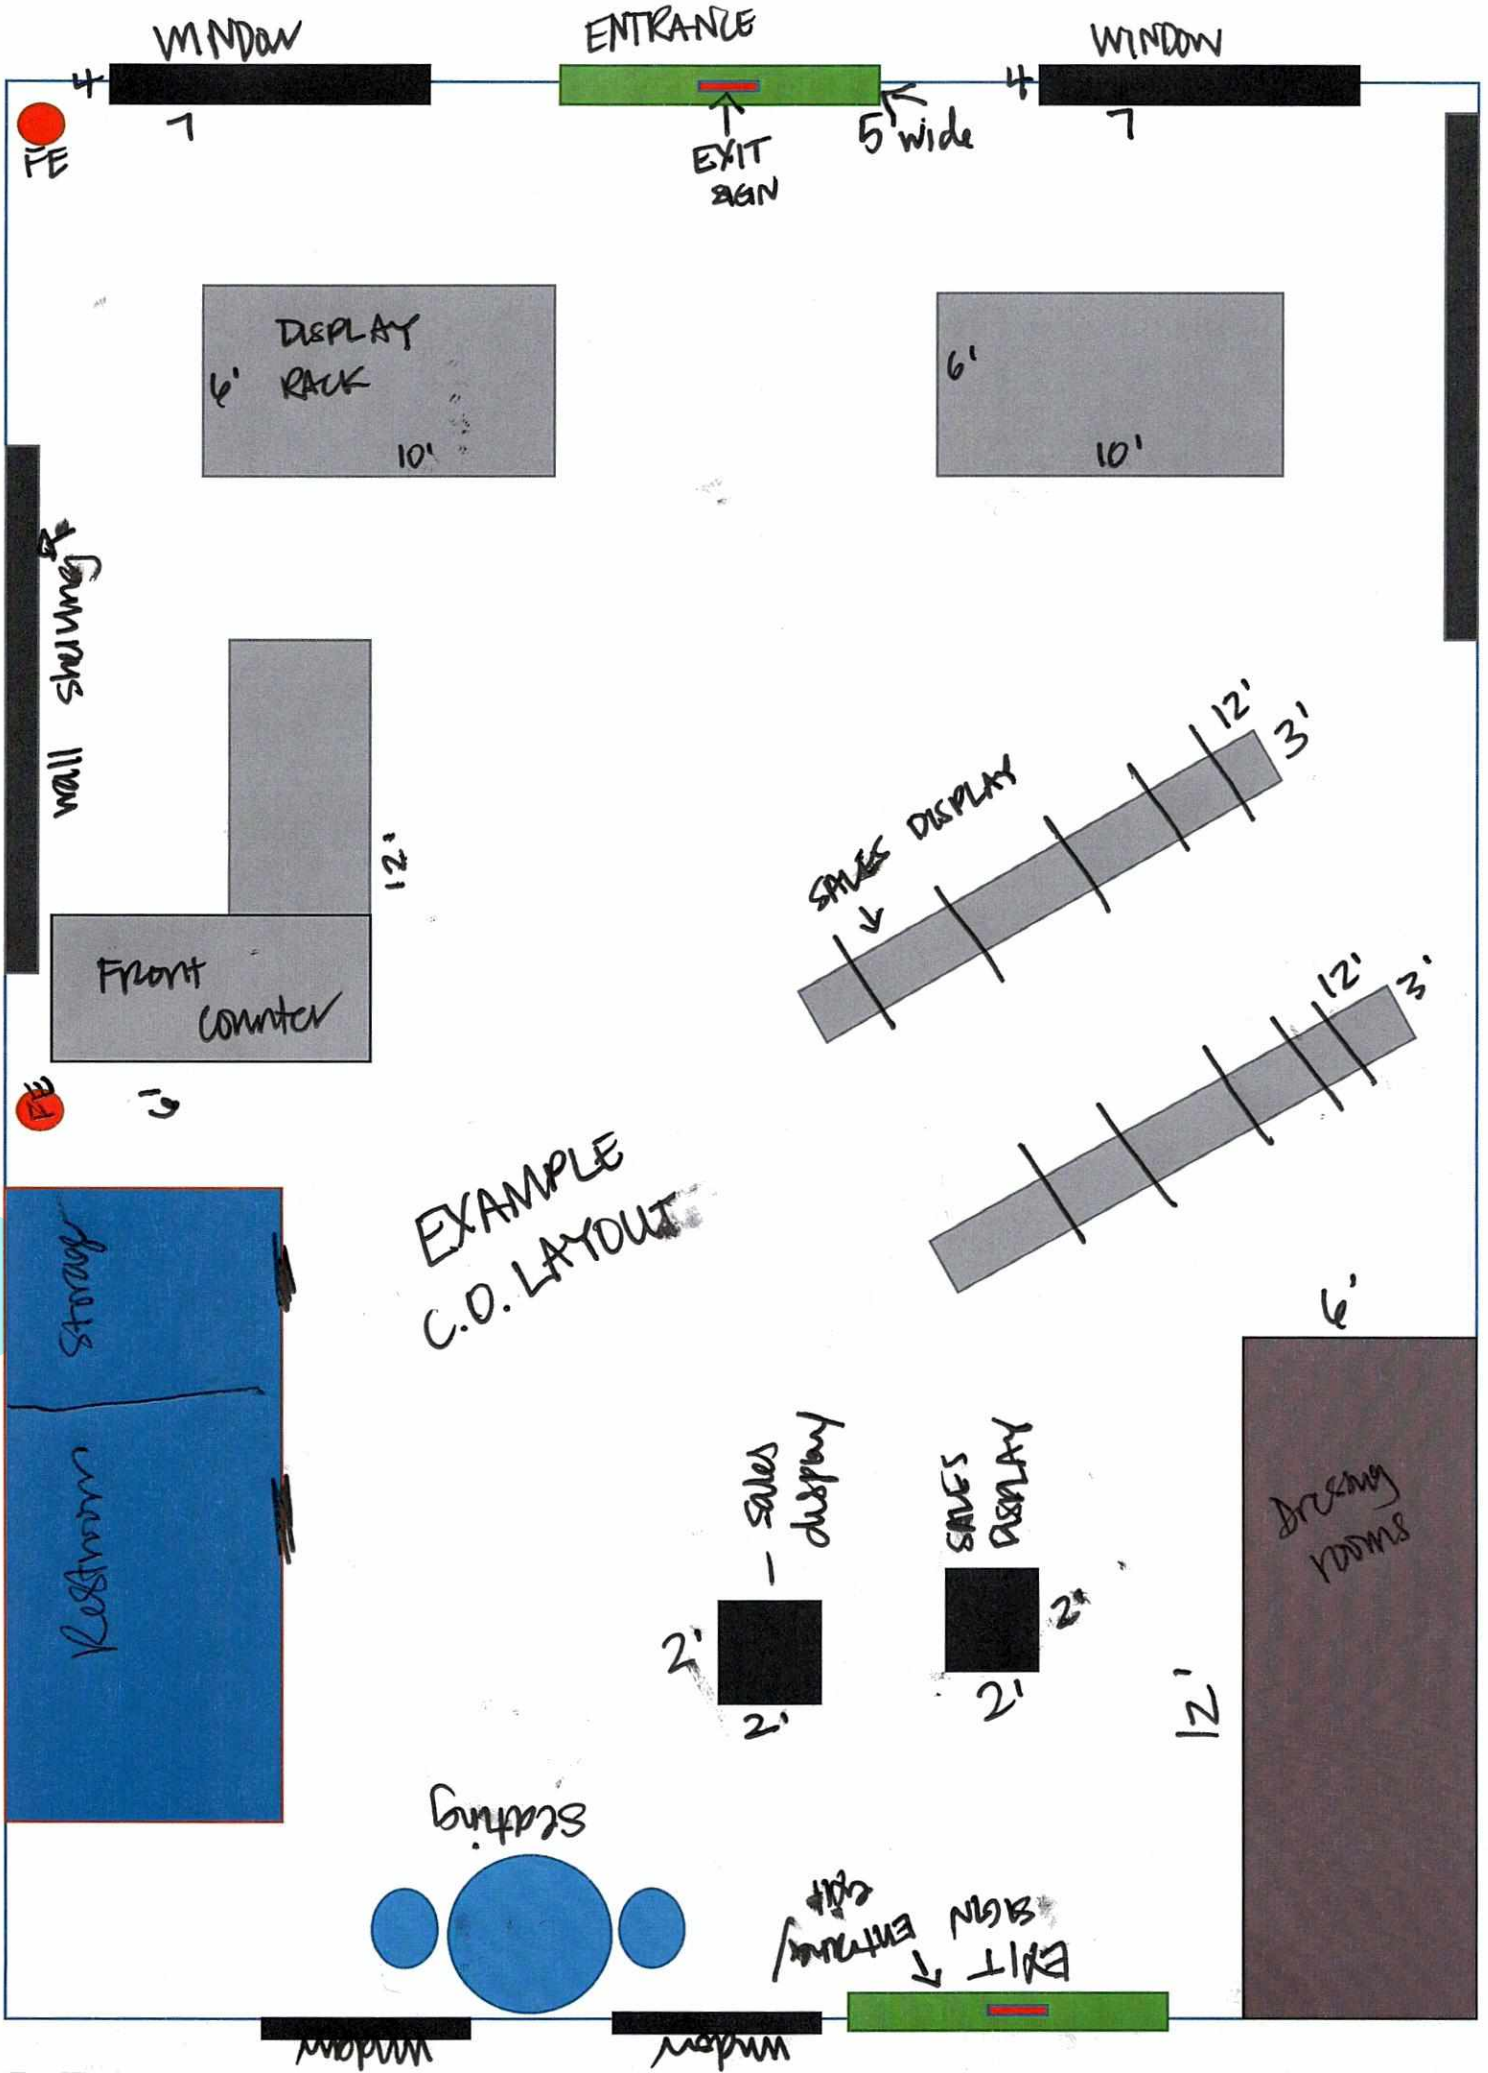 WINDOW
ENTRANCE
WINDOW
4
7
FE
EXIT
SIGN
5 wide
4
7
DISPLAY
RACK
6'
10'
6'
10'
wall shelving
12'
Front
counter
FE
6'
SALES DISPLAY
12'
3'
12'
3'
EXAMPLE
C.O. LAYOUT
Storage
Restroom
6'
Dressing
rooms
12'
Sales
display
2'
2'
SALES
DISPLAY
2'
2'
Seating
ENTRANCE/
exit
EXIT
SIGN
window
window